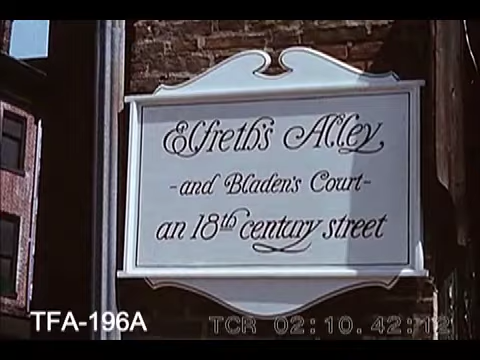 Elfreth's Alley
-and Bladen's Court-
an 18th century street
TFA-196A
TCR 02:10.42:12